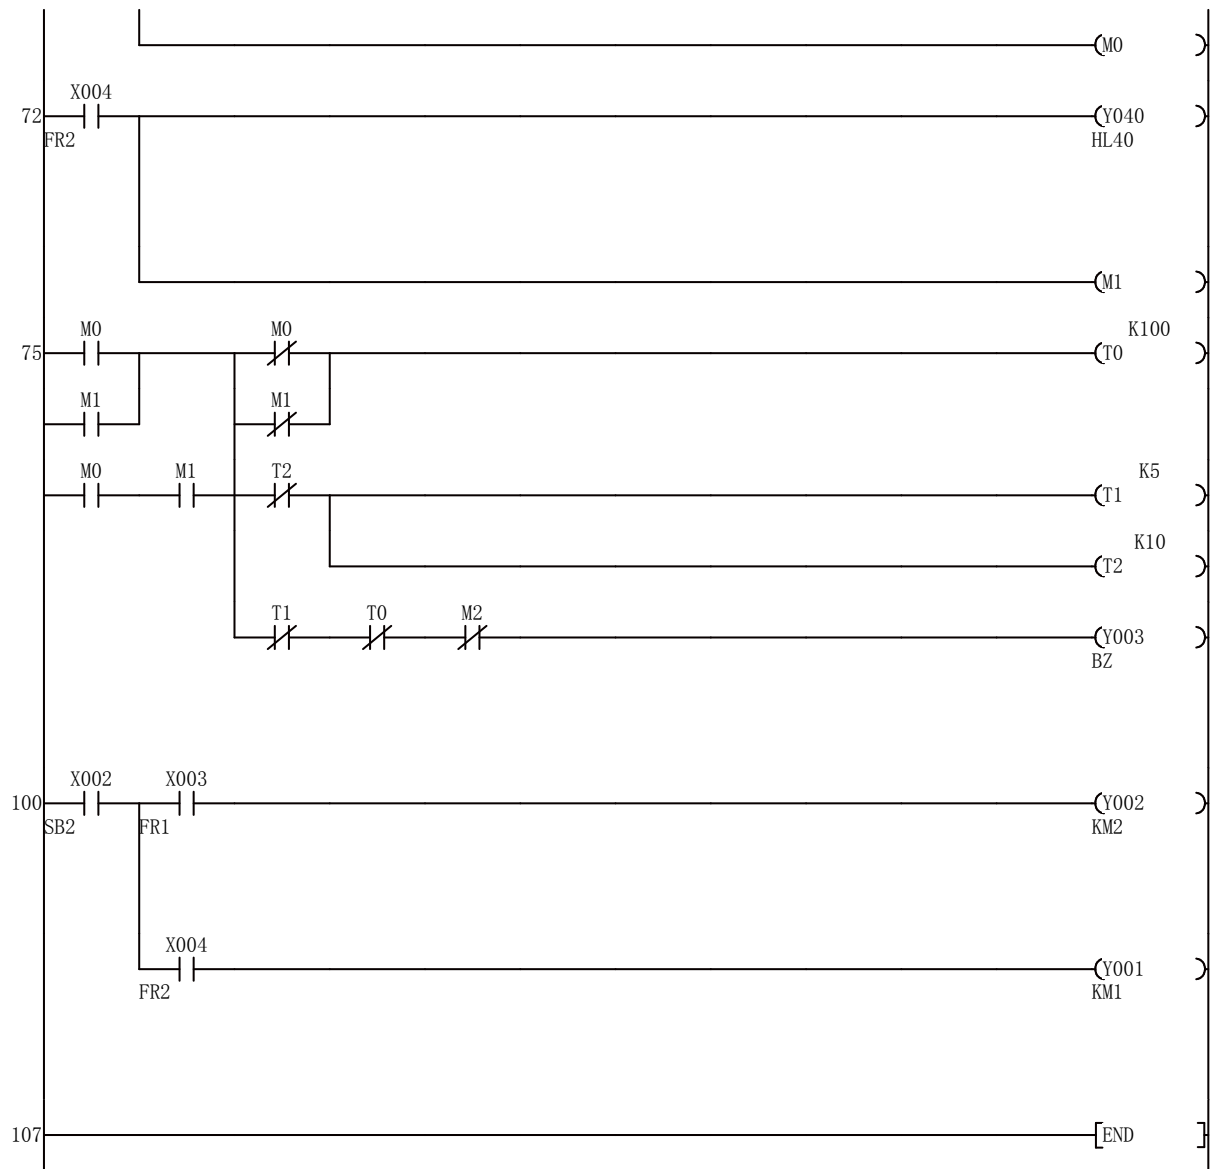 M0
X004
72 Y040
FR2 HL40
M1
M0 M0 K100
75 T0
M1 M1
M0 M1 T2 K5
T1
K10
T2
T1 T0 M2
Y003
BZ
X002 X003
100 Y002
SB2 FR1 KM2
X004
Y001
FR2 KM1
107 END